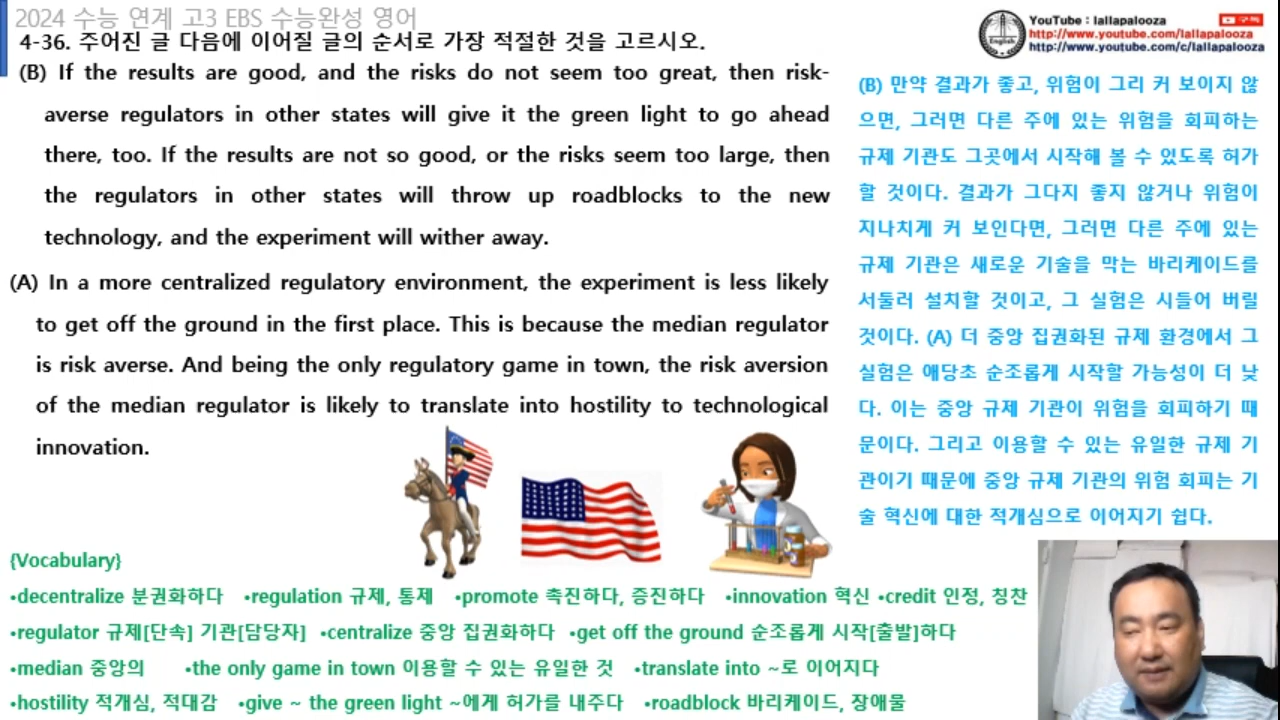 2024 수능 연계 고3 EBS 수능완성 영어
4-36. 주어진 글 다음에 이어질 글의 순서로 가장 적절한 것을 고르시오.
YouTube : lallapalooza
구독
http://www.youtube.com/lallapalooza
http://www.youtube.com/c/lallapalooza
English
(B) If the results are good, and the risks do not seem too great, then risk-
averse regulators in other states will give it the green light to go ahead
there, too. If the results are not so good, or the risks seem too large, then
the regulators in other states will throw up roadblocks to the new
technology, and the experiment will wither away.
(A) In a more centralized regulatory environment, the experiment is less likely
to get off the ground in the first place. This is because the median regulator
is risk averse. And being the only regulatory game in town, the risk aversion
of the median regulator is likely to translate into hostility to technological
innovation.
(B) 만약 결과가 좋고, 위험이 그리 커 보이지 않
으면, 그러면 다른 주에 있는 위험을 회피하는
규제 기관도 그곳에서 시작해 볼 수 있도록 허가
할 것이다. 결과가 그다지 좋지 않거나 위험이
지나치게 커 보인다면, 그러면 다른 주에 있는
규제 기관은 새로운 기술을 막는 바리케이드를
서둘러 설치할 것이고, 그 실험은 시들어 버릴
것이다. (A) 더 중앙 집권화된 규제 환경에서 그
실험은 애당초 순조롭게 시작할 가능성이 더 낮
다. 이는 중앙 규제 기관이 위험을 회피하기 때
문이다. 그리고 이용할 수 있는 유일한 규제 기
관이기 때문에 중앙 규제 기관의 위험 회피는 기
술 혁신에 대한 적개심으로 이어지기 쉽다.
{Vocabulary}
•decentralize 분권화하다 •regulation 규제, 통제 •promote 촉진하다, 증진하다 •innovation 혁신 •credit 인정, 칭찬
•regulator 규제[단속] 기관[담당자] •centralize 중앙 집권화하다 •get off the ground 순조롭게 시작[출발]하다
•median 중앙의 •the only game in town 이용할 수 있는 유일한 것 •translate into ~로 이어지다
•hostility 적개심, 적대감 •give ~ the green light ~에게 허가를 내주다 •roadblock 바리케이드, 장애물